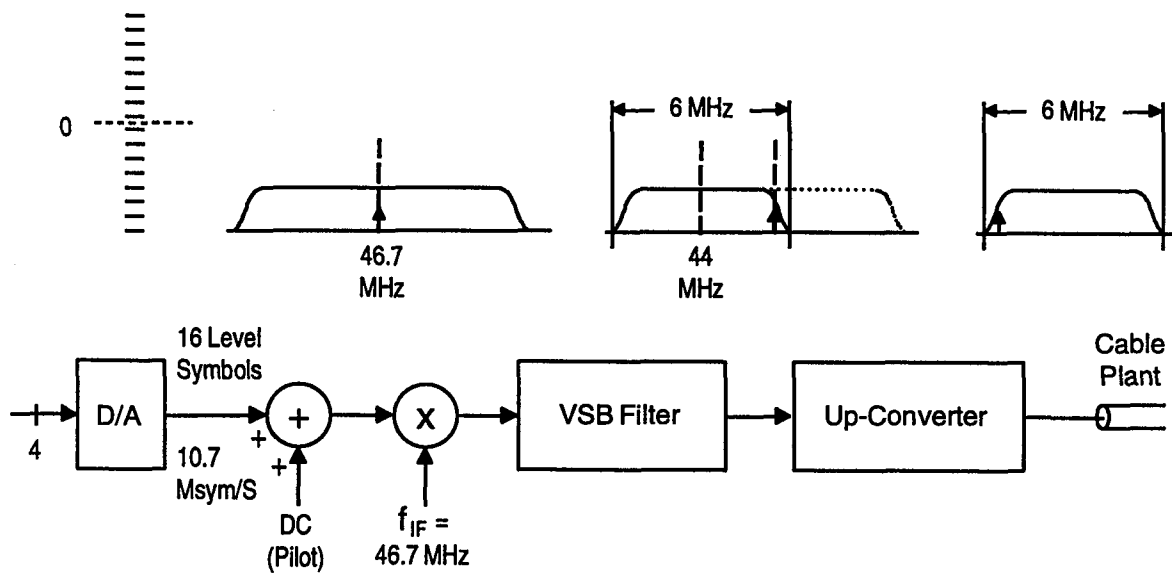 0
6 MHz
6 MHz
46.7
MHz
44
MHz
16 Level
Symbols
Cable
Plant
D/A
+
X
VSB Filter
Up-Converter
4
+
+
10.7
Msym/S
DC
(Pilot)
fIF =
46.7 MHz